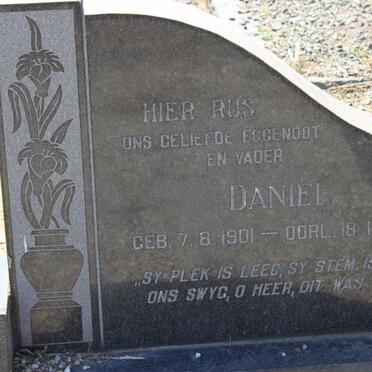 HIER RUS
ONS GELIEFDE EGGENOOT
EN VADER
DANIËL
GEB. 7. 8. 1901 — OORL. 18. 1
„SY PLEK IS LEEG, SY STEM IS
ONS SWYG, O HEER, DIT WAS